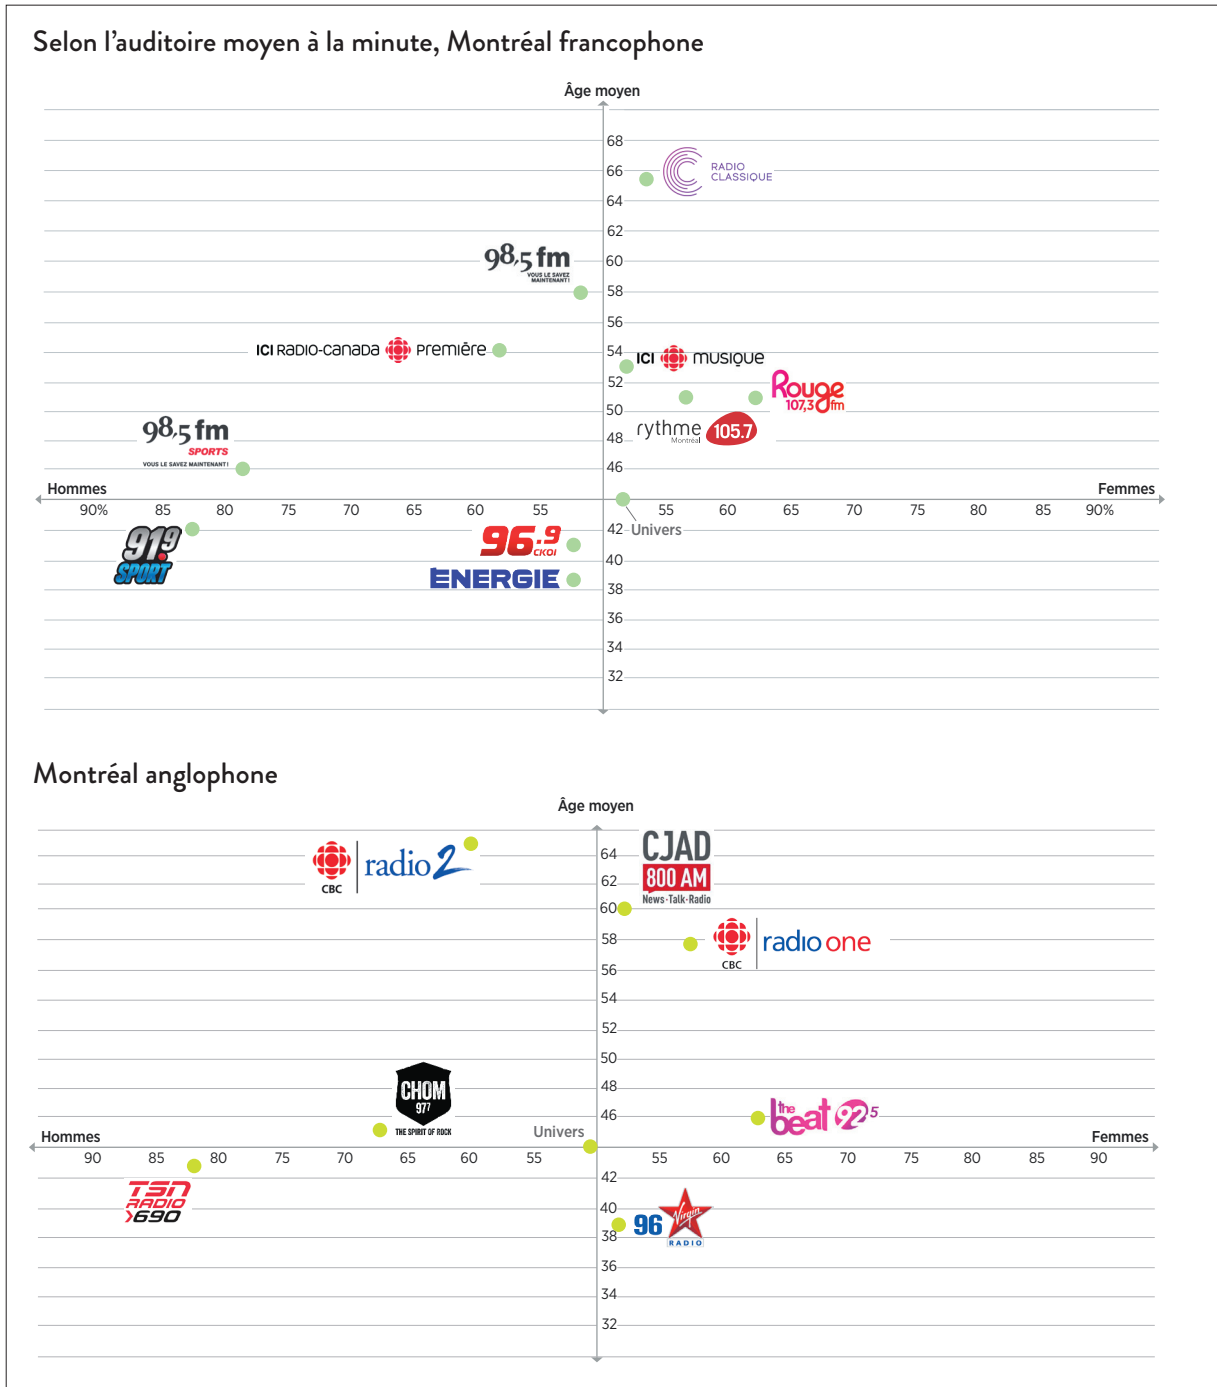 Selon l'auditoire moyen à la minute, Montréal francophone
Âge moyen
68
66
RADIO
CLASSIQUE
64
62
98,5 fm
VOUS LE SAVEZ
MAINTENANT!
60
58
56
ICI RADIO-CANADA PREMIÈRE
54
ICI MUSIQUE
52
Rouge
107,3 fm
50
98,5 fm
SPORTS
VOUS LE SAVEZ MAINTENANT!
rythme
Montréal
105.7
48
46
Hommes
Femmes
90% 85 80 75 70 65 60 55 55 60 65 70 75 80 85 90%
Univers
91.9
SPORT
96.9
CKOI
42
40
ÉNERGIE
38
36
34
32
Montréal anglophone
Âge moyen
CBC
radio 2
64
CJAD
800 AM
News·Talk·Radio
62
60
58
CBC
radio one
56
54
52
50
CHOM
97 7
THE SPIRIT OF ROCK
48
46
the
beat 92 5
Hommes
Univers
Femmes
90 85 80 75 70 65 60 55 55 60 65 70 75 80 85 90
TSN
RADIO
690
42
40
96
Virgin
RADIO
38
36
34
32